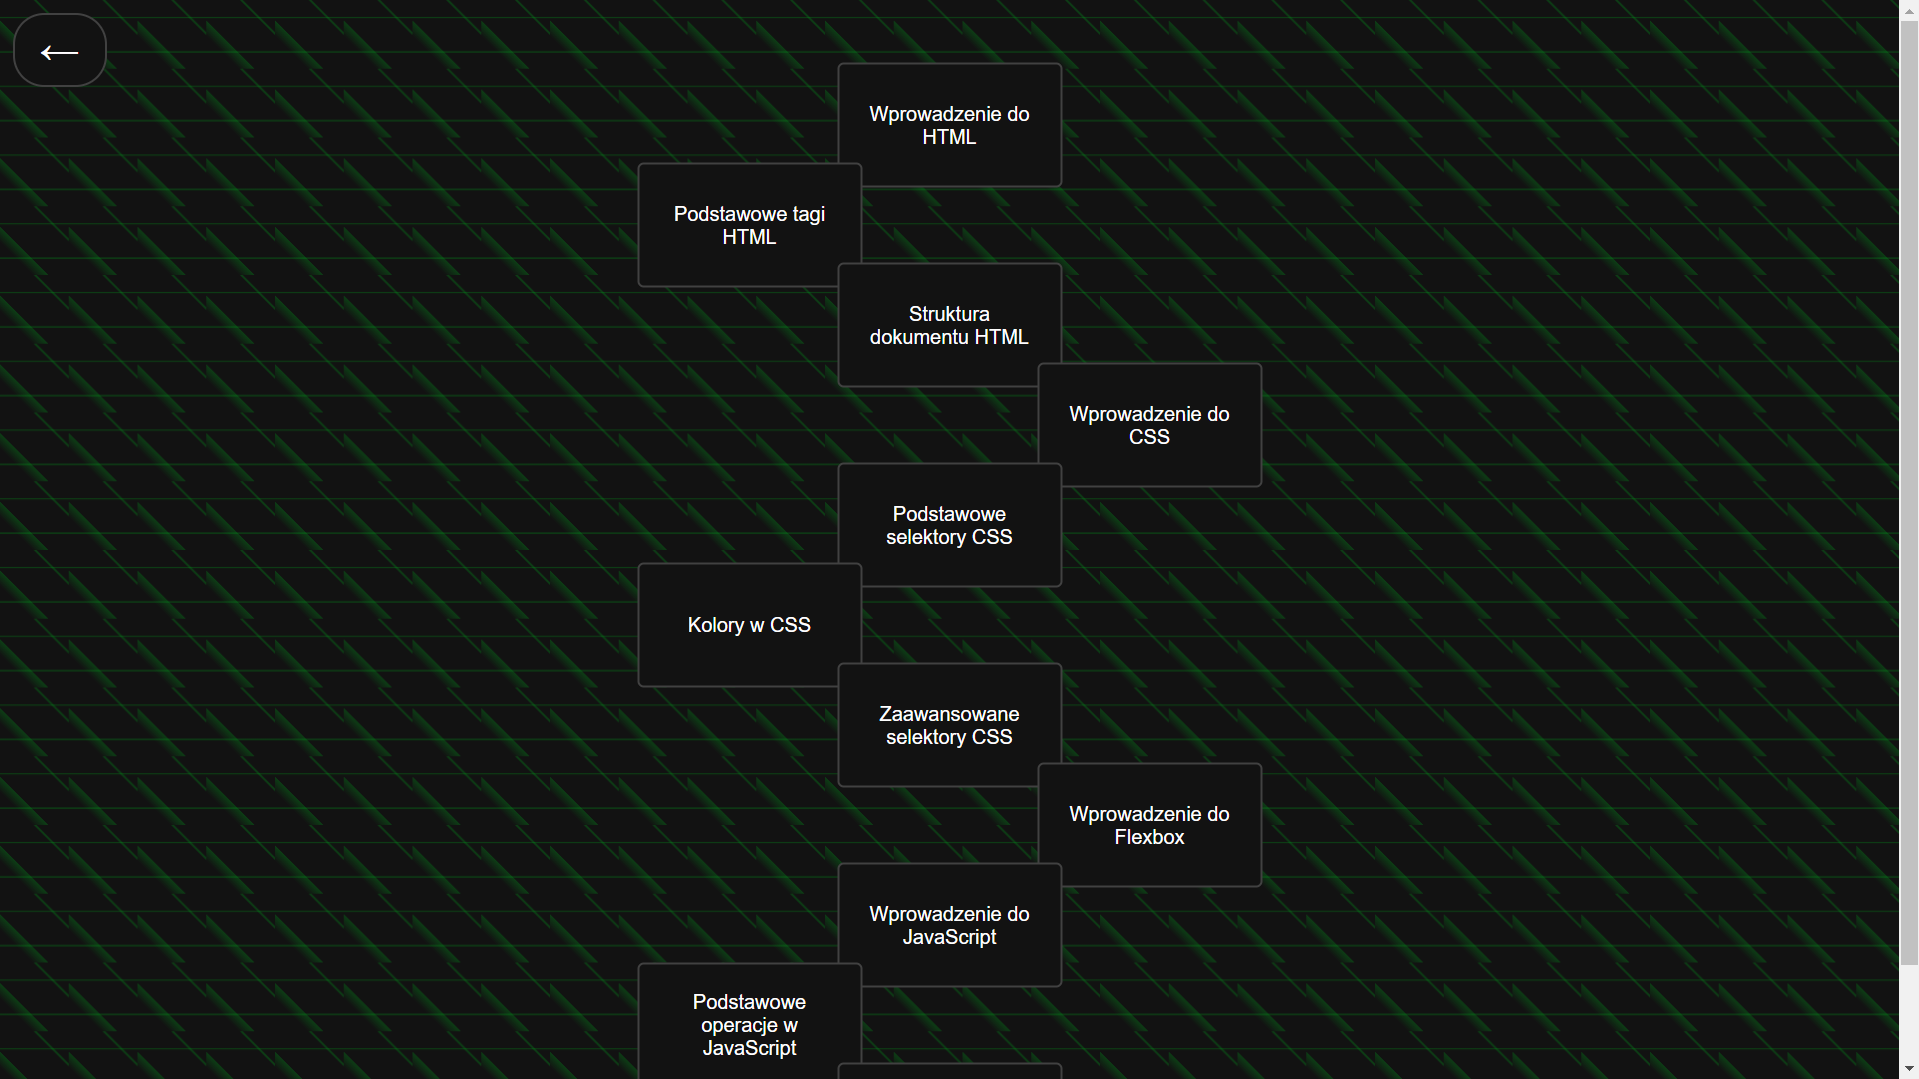 ←
Wprowadzenie do
HTML
Podstawowe tagi
HTML
Struktura
dokumentu HTML
Wprowadzenie do
CSS
Podstawowe
selektory CSS
Kolory w CSS
Zaawansowane
selektory CSS
Wprowadzenie do
Flexbox
Wprowadzenie do
JavaScript
Podstawowe
operacje w
JavaScript